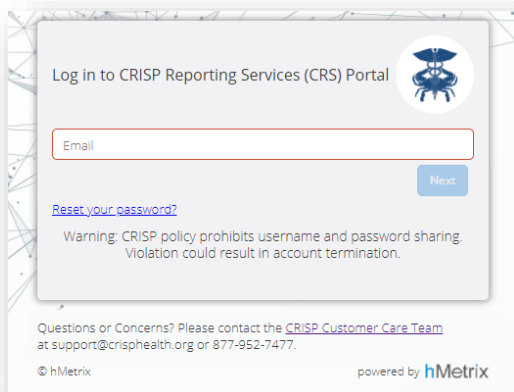 Log in to CRISP Reporting Services (CRS) Portal
Email
Next
Reset your password?
Warning: CRISP policy prohibits username and password sharing.
Violation could result in account termination.
Questions or Concerns? Please contact the CRISP Customer Care Team
at support@crisphealth.org or 877-952-7477.
© hMetrix
powered by hMetrix